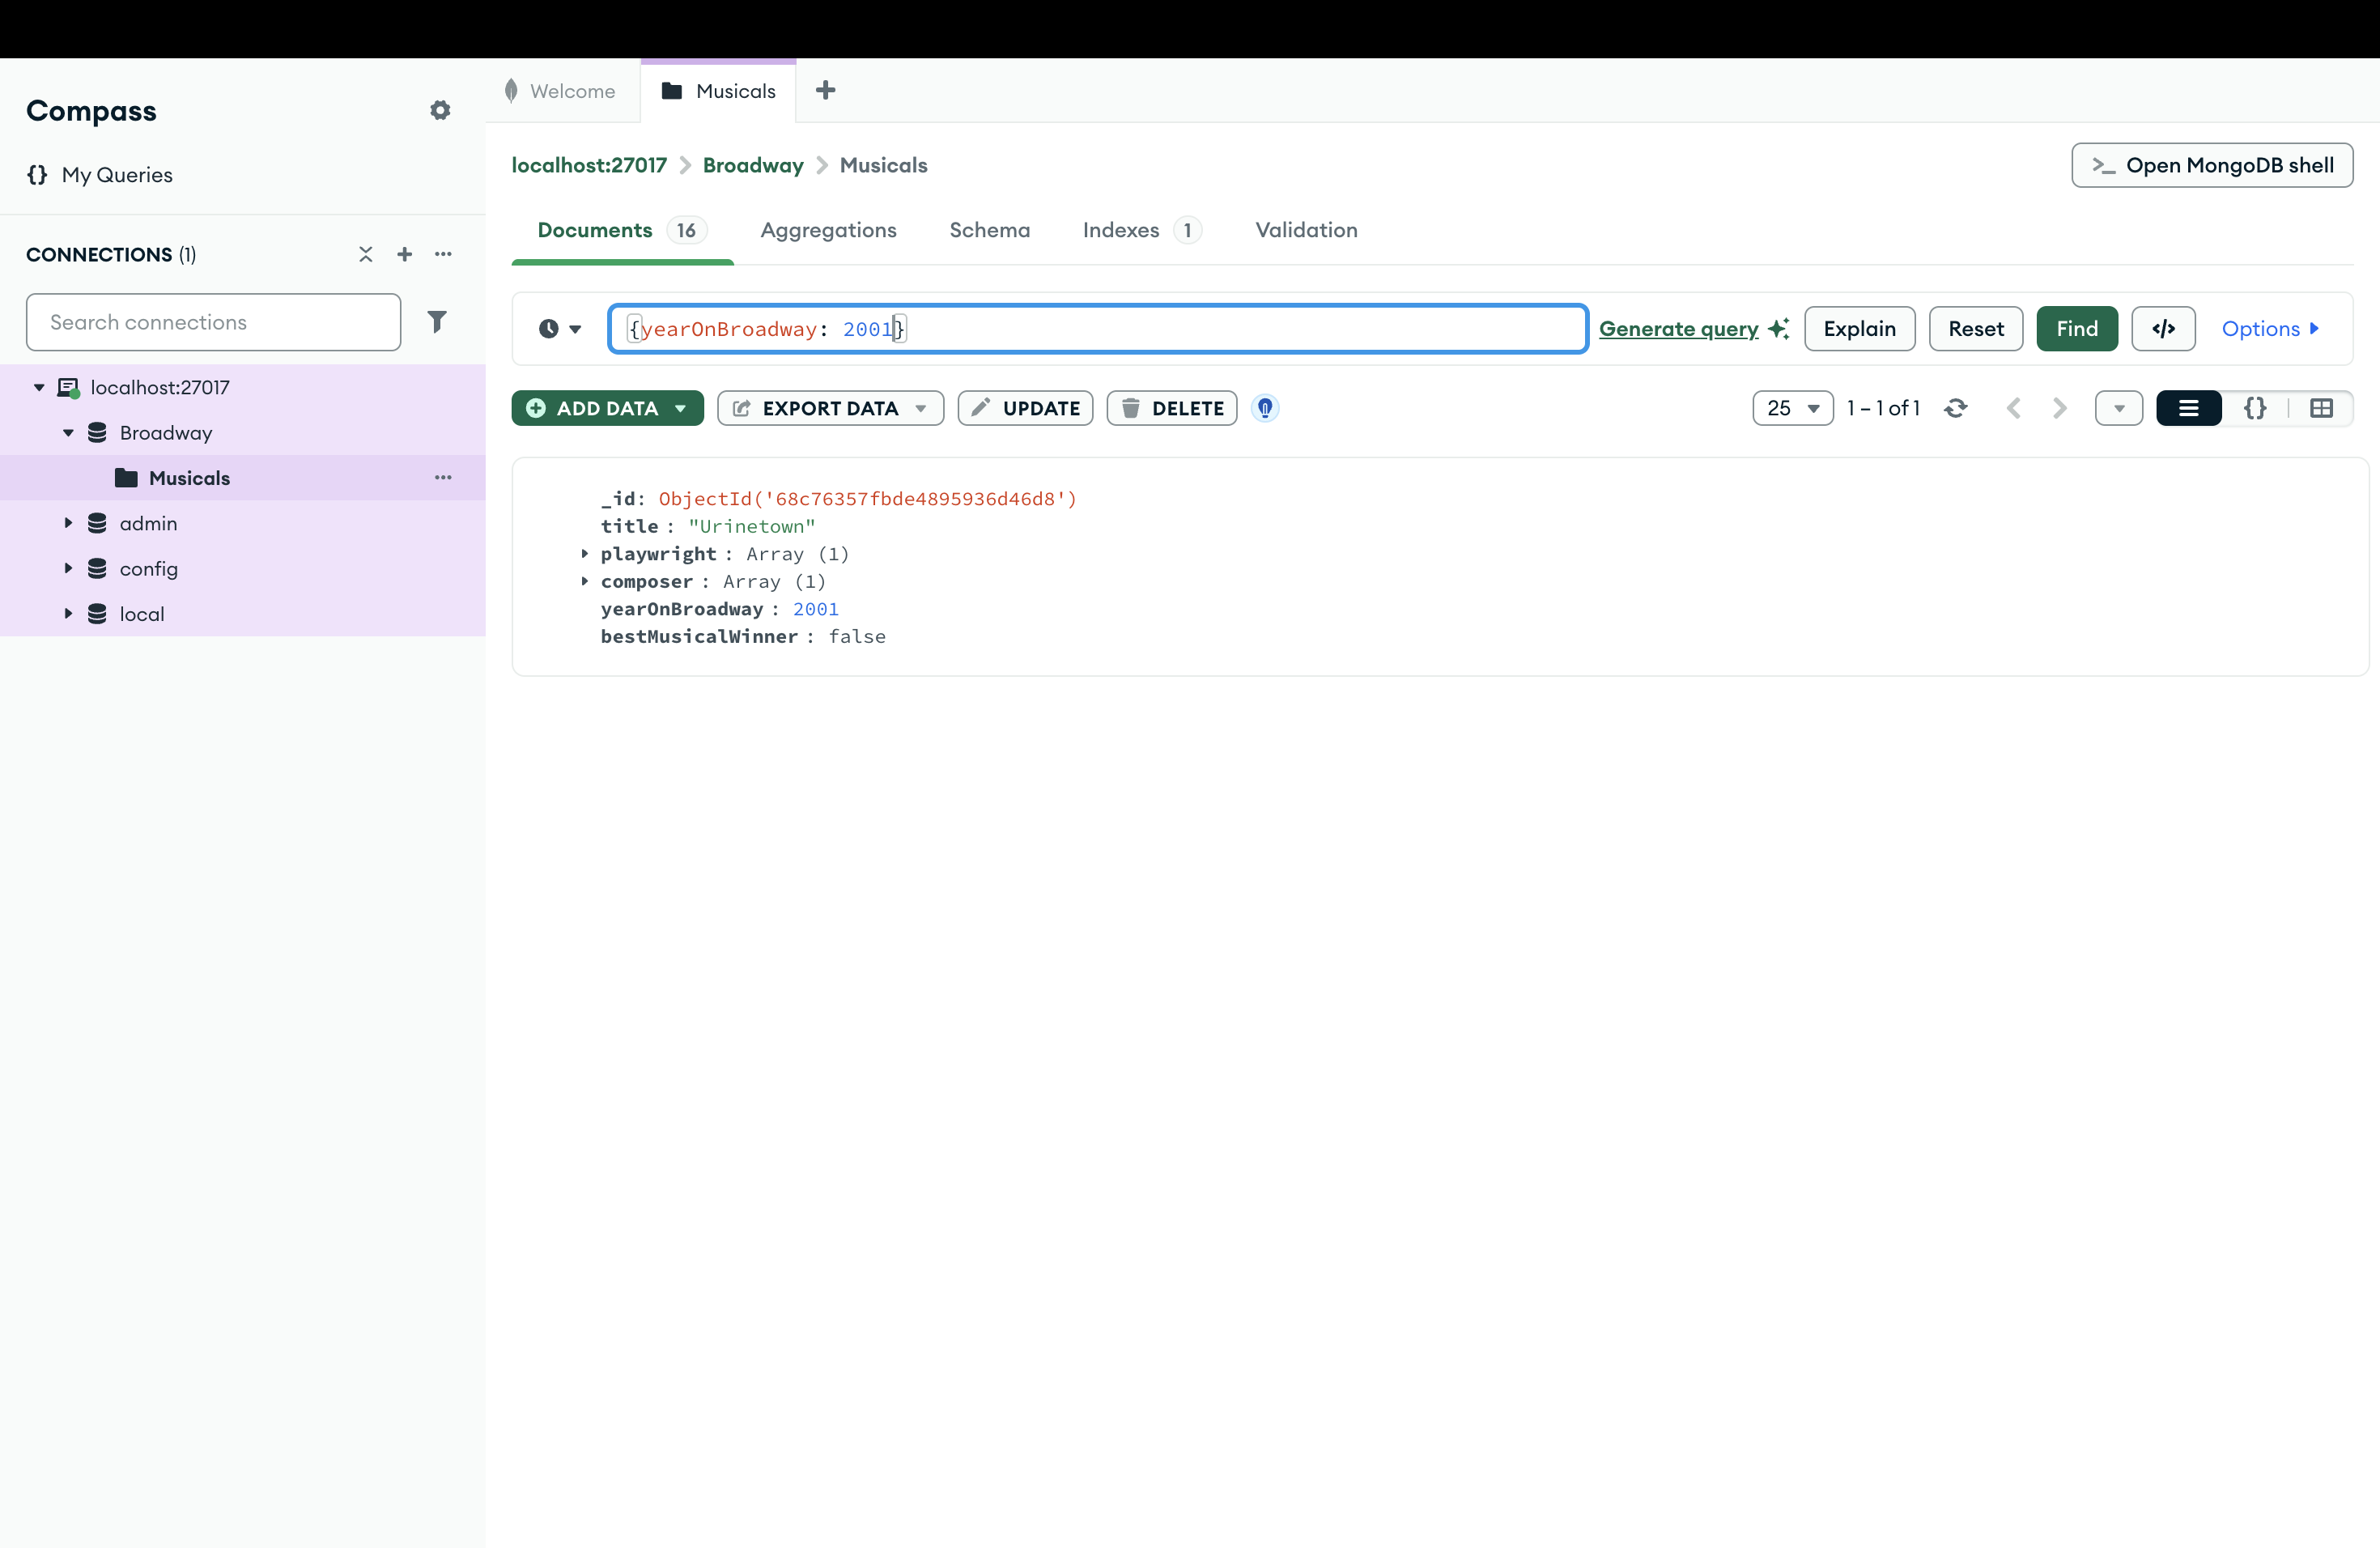 Compass
My Queries
CONNECTIONS (1)
Search connections
localhost:27017
Broadway
Musicals
admin
config
local
Welcome
Musicals
localhost:27017 > Broadway > Musicals
>_ Open MongoDB shell
Documents 16 Aggregations Schema Indexes 1 Validation
{yearOnBroadway: 2001}
Generate query Explain Reset Find </> Options
ADD DATA EXPORT DATA UPDATE DELETE 25 1 – 1 of 1 {}
_id: ObjectId('68c76357fbde4895936d46d8')
title : "Urinetown"
playwright : Array (1)
composer : Array (1)
yearOnBroadway : 2001
bestMusicalWinner : false